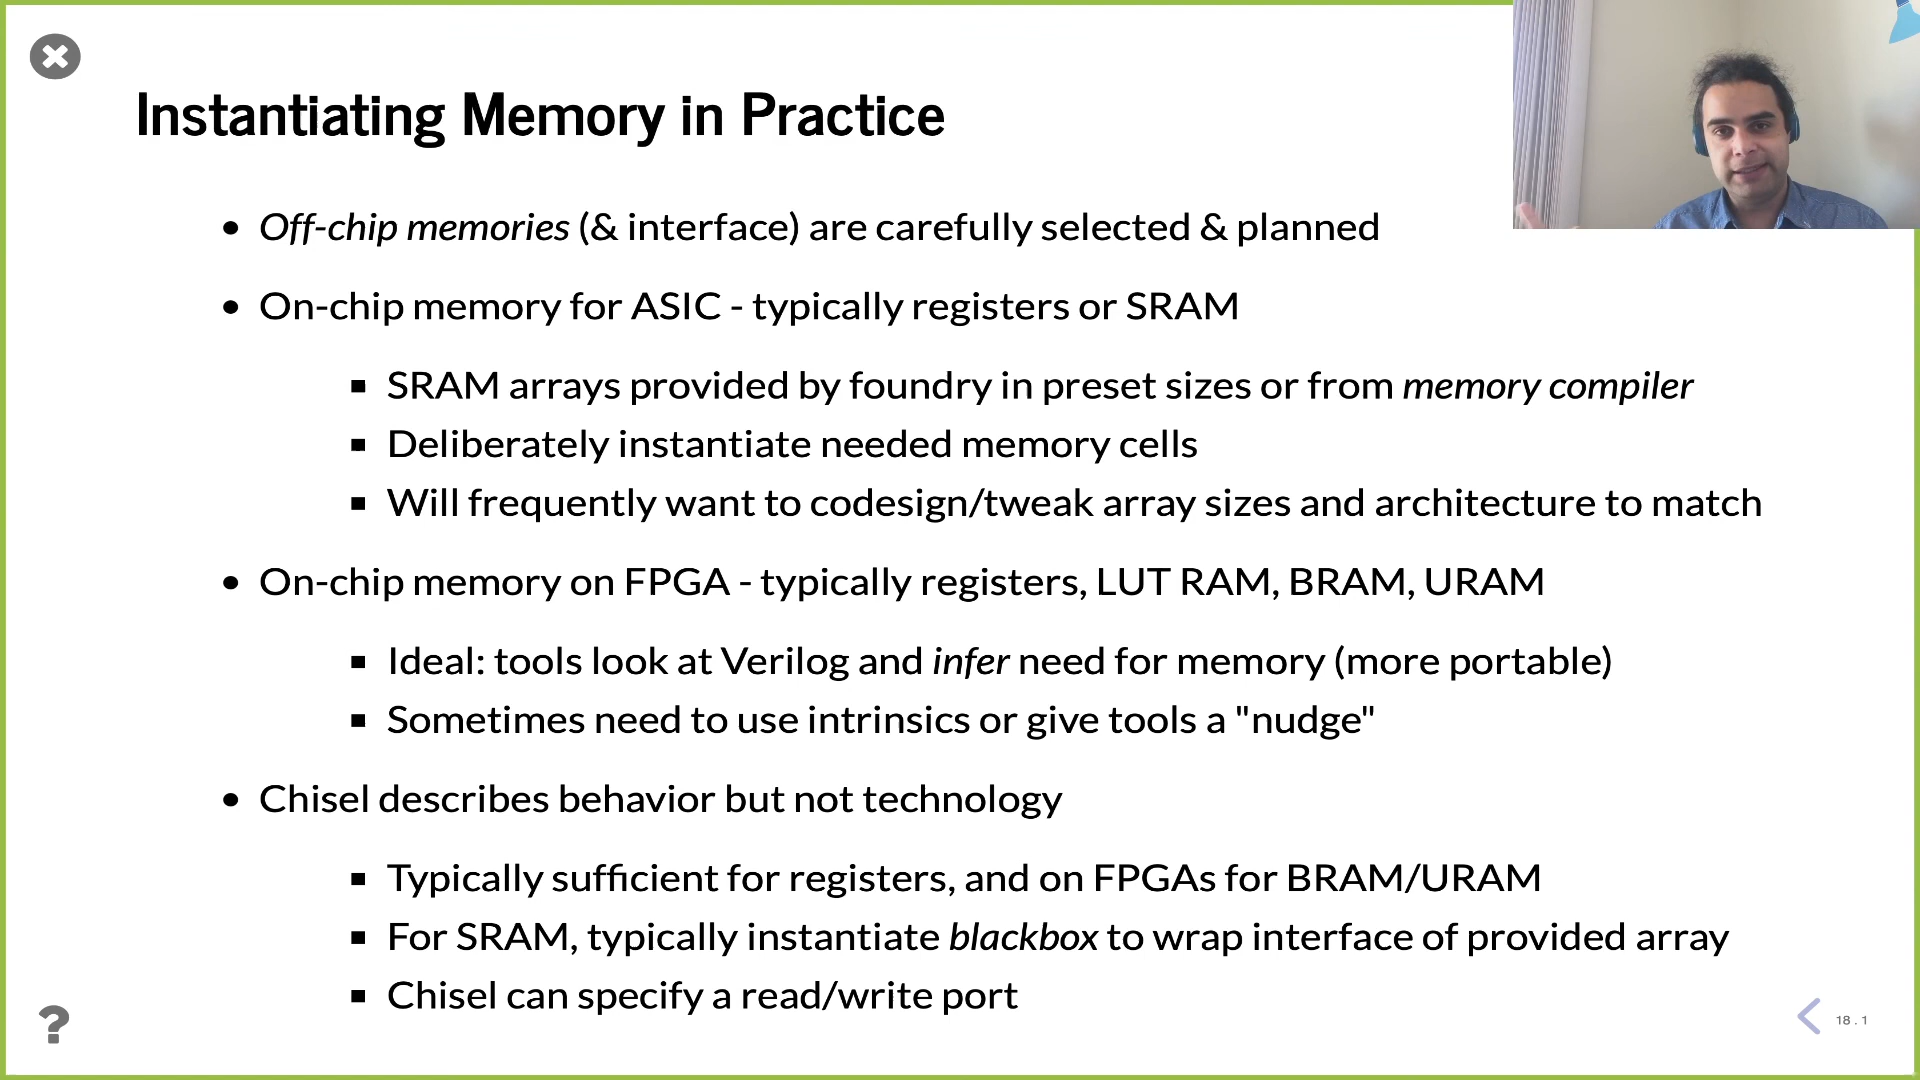 Instantiating Memory in Practice
Off-chip memories (& interface) are carefully selected & planned
On-chip memory for ASIC - typically registers or SRAM
SRAM arrays provided by foundry in preset sizes or from memory compiler
Deliberately instantiate needed memory cells
Will frequently want to codesign/tweak array sizes and architecture to match
On-chip memory on FPGA - typically registers, LUT RAM, BRAM, URAM
Ideal: tools look at Verilog and infer need for memory (more portable)
Sometimes need to use intrinsics or give tools a "nudge"
Chisel describes behavior but not technology
Typically sufficient for registers, and on FPGAs for BRAM/URAM
For SRAM, typically instantiate blackbox to wrap interface of provided array
Chisel can specify a read/write port
?
18 . 1